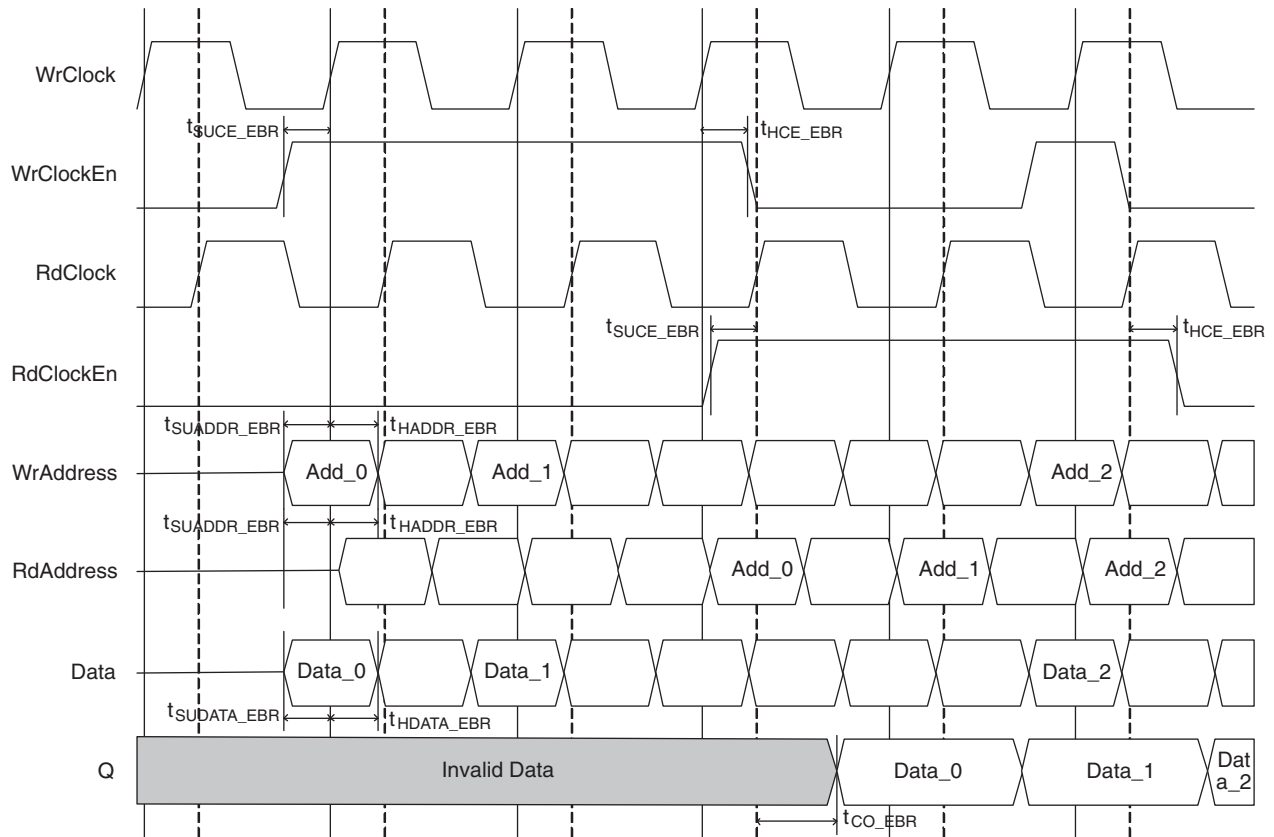 WrClock
tSUCE_EBR
tHCE_EBR
WrClockEn
RdClock
tSUCE_EBR
tHCE_EBR
RdClockEn
tSUADDR_EBR
tHADDR_EBR
WrAddress
Add_0
Add_1
Add_2
tSUADDR_EBR
tHADDR_EBR
RdAddress
Add_0
Add_1
Add_2
Data
Data_0
Data_1
Data_2
tSUDATA_EBR
tHDATA_EBR
Q
Invalid Data
Data_0
Data_1
Dat
a_2
tCO_EBR